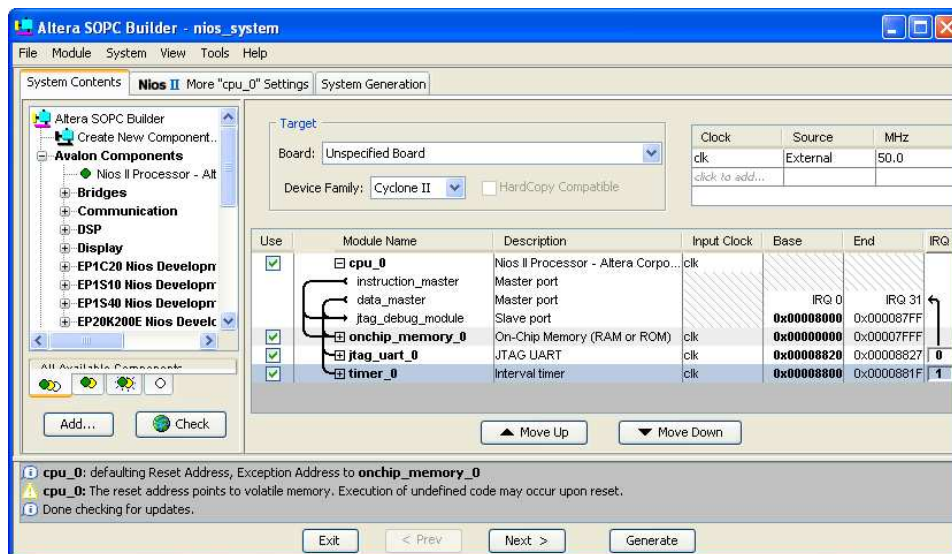 Altera SOPC Builder - nios_system
File Module System View Tools Help
System Contents Nios II More "cpu_0" Settings System Generation
Altera SOPC Builder
Create New Component..
Avalon Components
Nios II Processor - Alt
Bridges
Communication
DSP
Display
EP1C20 Nios Developm
EP1S10 Nios Developm
EP1S40 Nios Developm
EP20K200E Nios Develc
All Available Components
Add... Check
Target
Board: Unspecified Board
Device Family: Cyclone II HardCopy Compatible
Clock Source MHz
clk External 50.0
click to add...
Use Module Name Description Input Clock Base End IRQ
cpu_0 Nios II Processor - Altera Corpo... clk
instruction_master Master port
data_master Master port IRQ 0 IRQ 31
jtag_debug_module Slave port 0x00008000 0x000087FF
onchip_memory_0 On-Chip Memory (RAM or ROM) clk 0x00000000 0x00007FFF
jtag_uart_0 JTAG UART clk 0x00008820 0x00008827 0
timer_0 Interval timer clk 0x00008800 0x0000881F 1
Move Up Move Down
cpu_0: defaulting Reset Address, Exception Address to onchip_memory_0
cpu_0: The reset address points to volatile memory. Execution of undefined code may occur upon reset.
Done checking for updates.
Exit < Prev Next > Generate